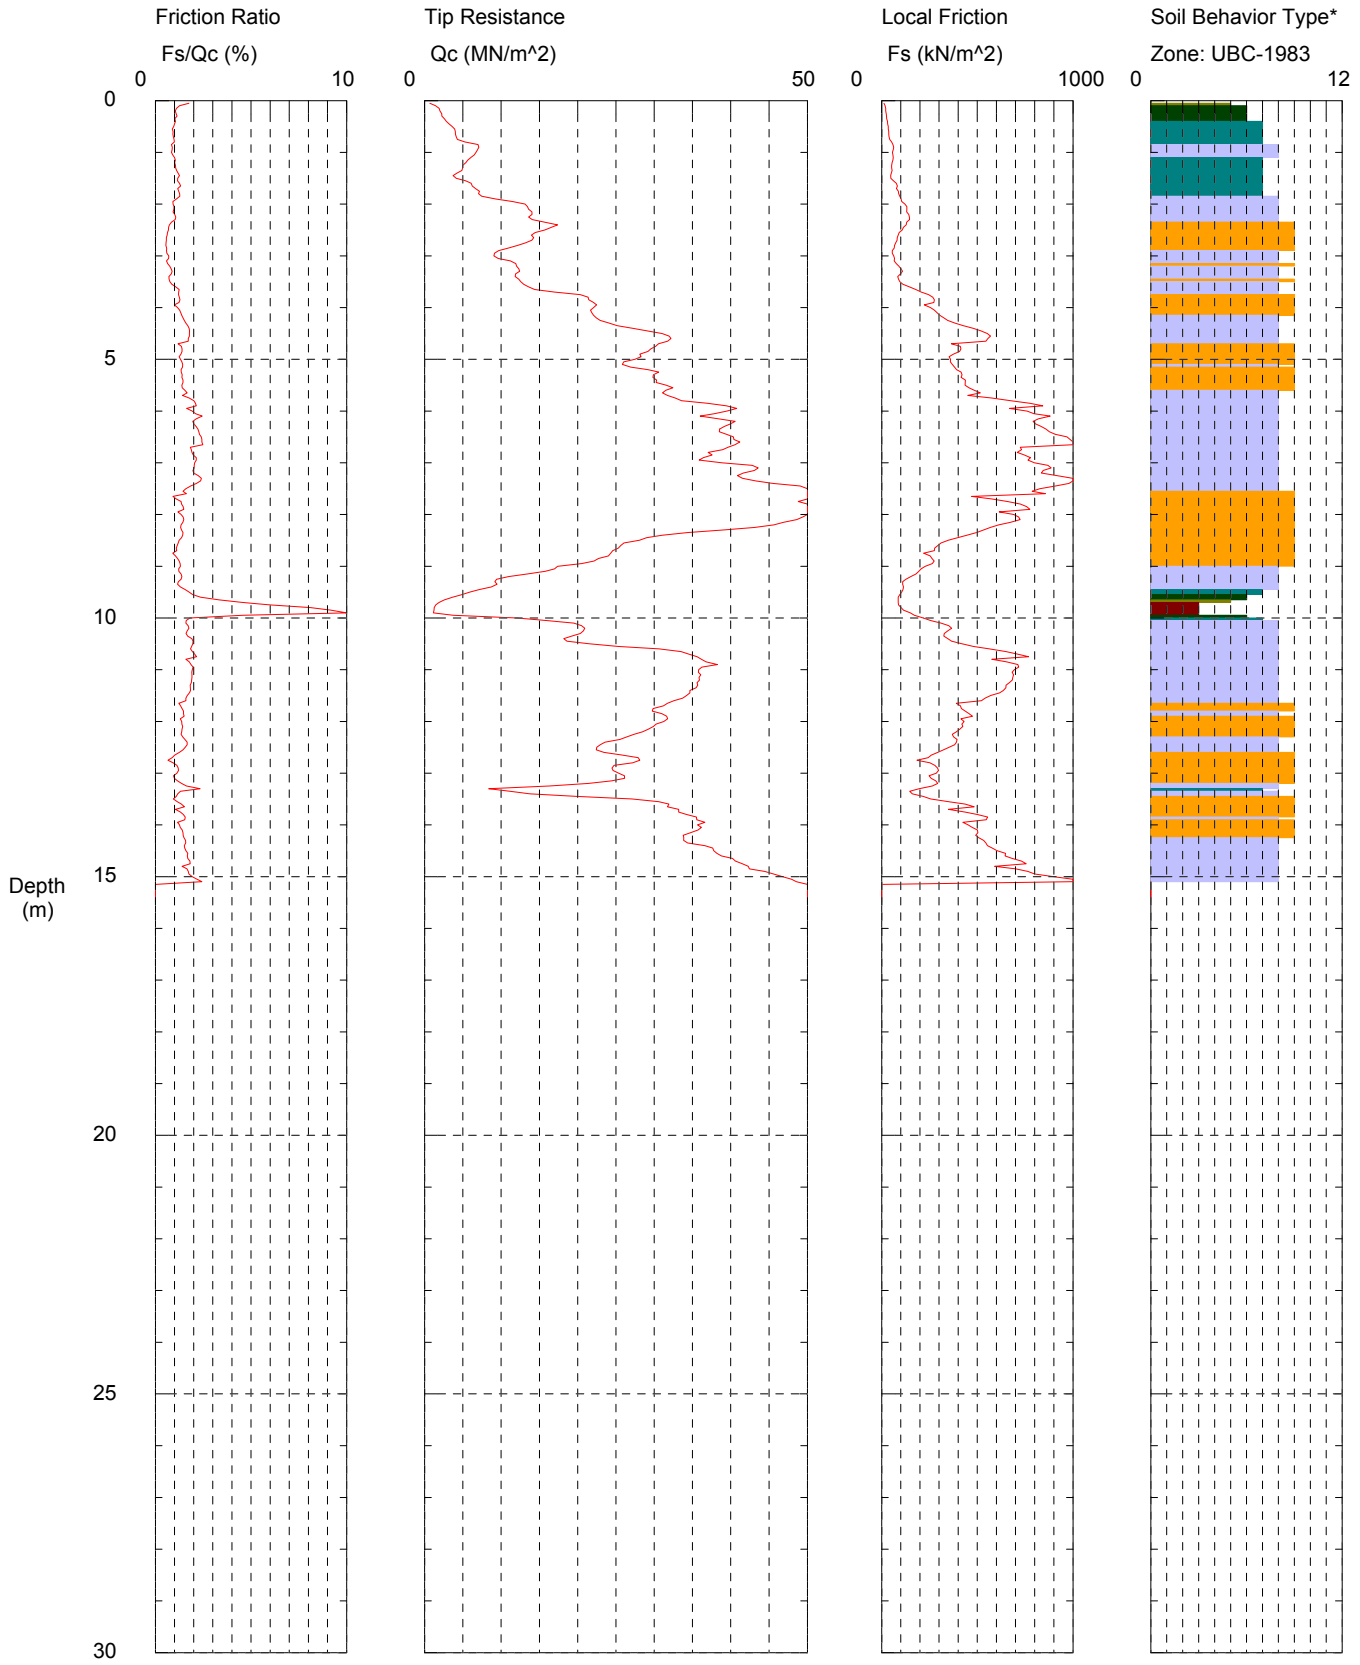 Friction Ratio Tip Resistance Local Friction Soil Behavior Type*
Fs/Qc (%) Qc (MN/m^2) Fs (kN/m^2) Zone: UBC-1983
0 10 0 50 0 1000 0 12
0
5
10
15
Depth
(m)
20
25
30